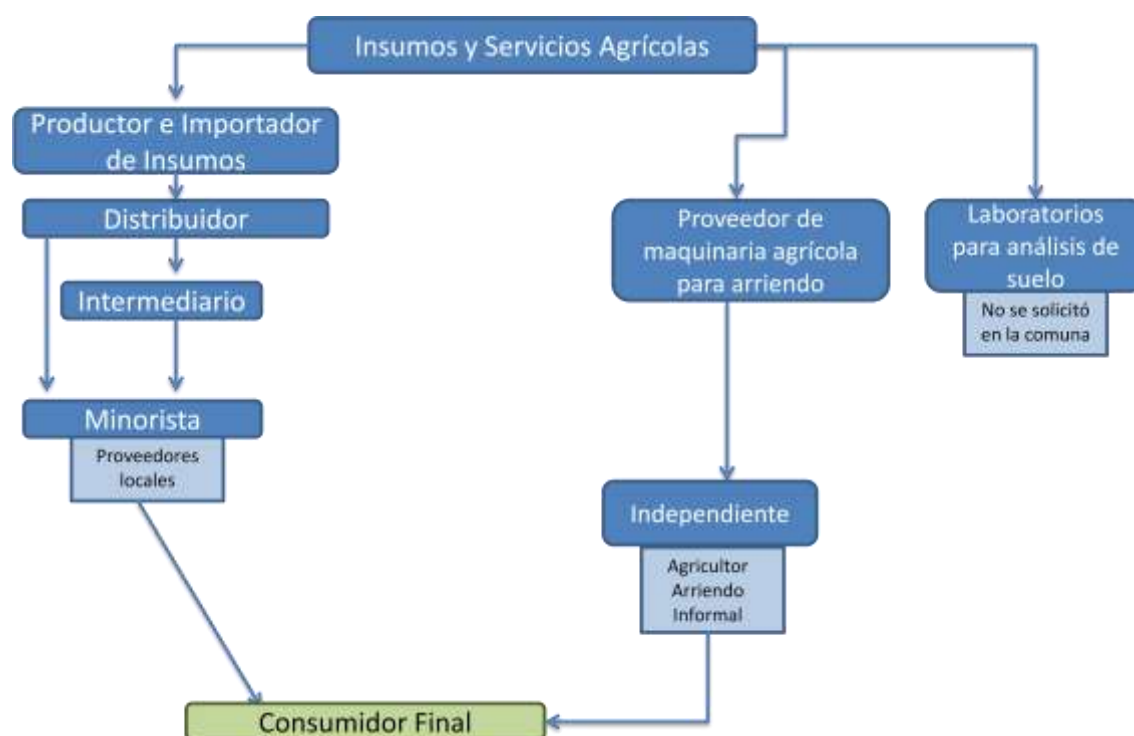 Insumos y Servicios Agrícolas
Productor e Importador
de Insumos
Distribuidor
Intermediario
Minorista
Proveedores
locales
Proveedor de
maquinaria agrícola
para arriendo
Independiente
Agricultor
Arriendo
Informal
Laboratorios
para análisis de
suelo
No se solicitó
en la comuna
Consumidor Final